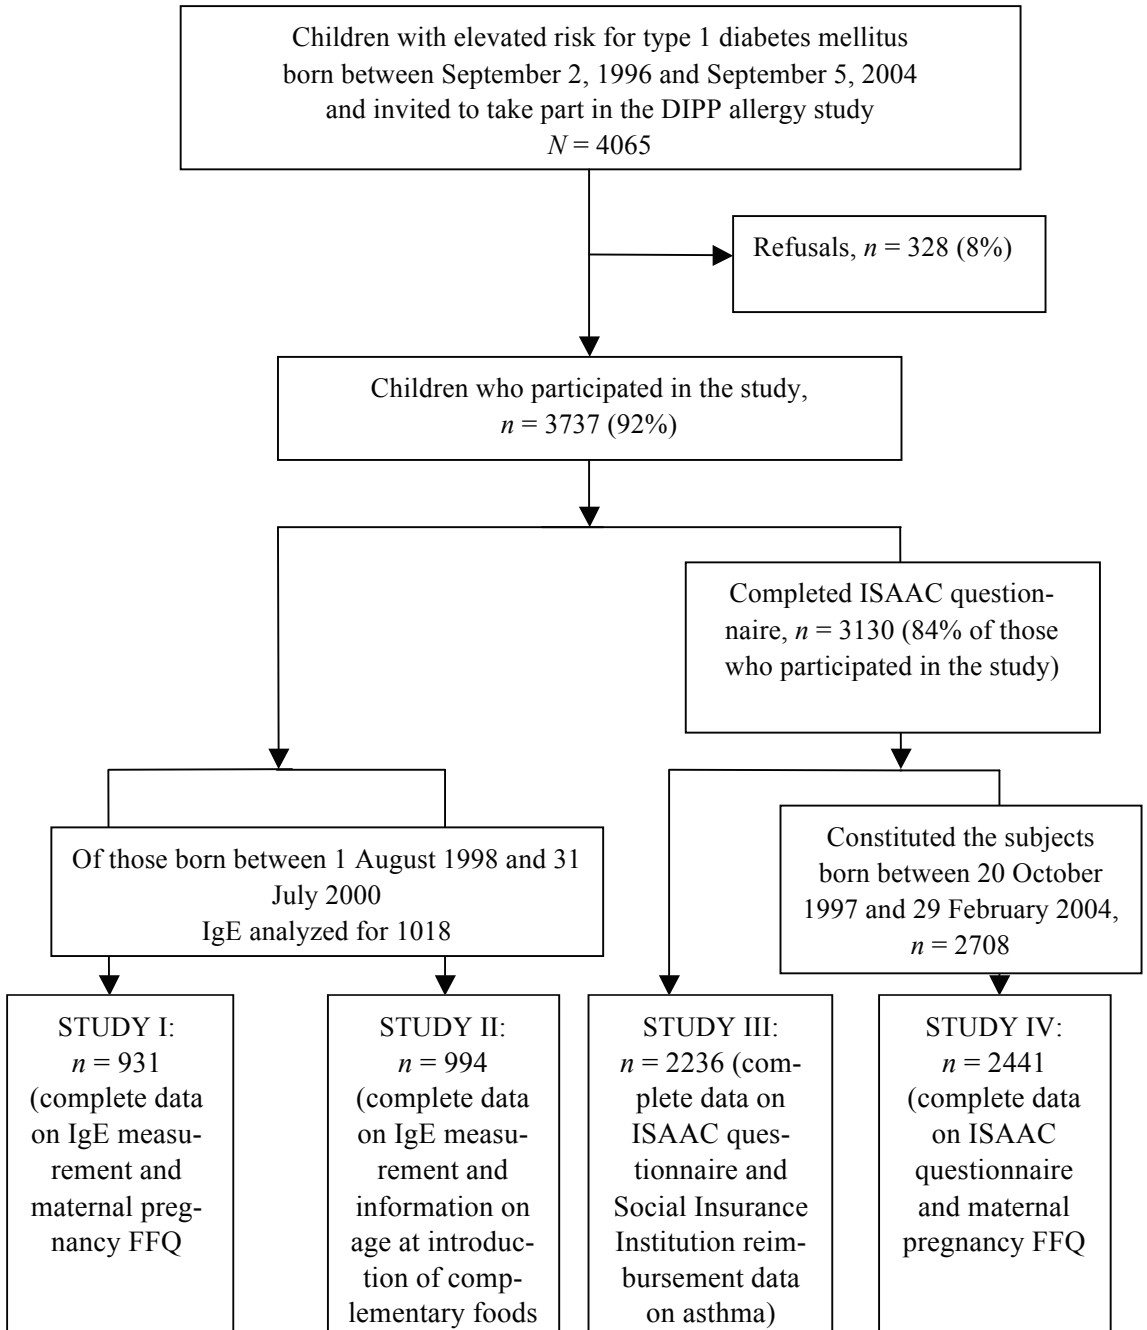 Children with elevated risk for type 1 diabetes mellitus
born between September 2, 1996 and September 5, 2004
and invited to take part in the DIPP allergy study
N = 4065
Refusals, n = 328 (8%)
Children who participated in the study,
n = 3737 (92%)
Completed ISAAC question-
naire, n = 3130 (84% of those
who participated in the study)
Of those born between 1 August 1998 and 31
July 2000
IgE analyzed for 1018
Constituted the subjects
born between 20 October
1997 and 29 February 2004,
n = 2708
STUDY I:
n = 931
(complete data
on IgE measu-
rement and
maternal preg-
nancy FFQ
STUDY II:
n = 994
(complete data
on IgE measu-
rement and
information on
age at introduc-
tion of comp-
lementary foods
STUDY III:
n = 2236 (com-
plete data on
ISAAC ques-
tionnaire and
Social Insurance
Institution reim-
bursement data
on asthma)
STUDY IV:
n = 2441
(complete data
on ISAAC
questionnaire
and maternal
pregnancy FFQ